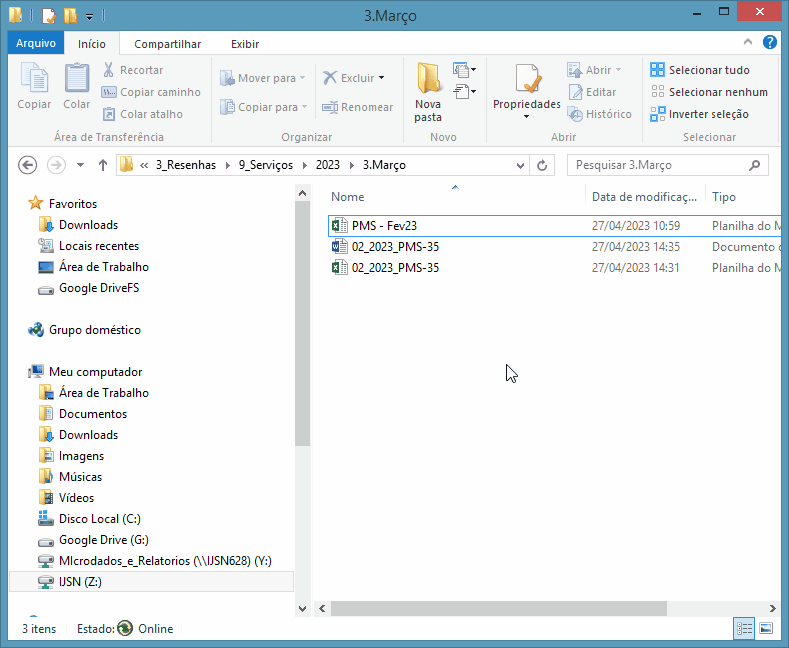 3.Março
Arquivo Início Compartilhar Exibir
Copiar
Colar
Recortar
Copiar caminho
Colar atalho
Área de Transferência
Mover para
Copiar para
Excluir
Renomear
Organizar
Nova pasta
Novo
Propriedades
Abrir
Editar
Histórico
Abrir
Selecionar tudo
Selecionar nenhum
Inverter seleção
Selecionar
« 3_Resenhas 9_Serviços 2023 3.Março
Pesquisar 3.Março
Favoritos
Downloads
Locais recentes
Área de Trabalho
Google DriveFS
Grupo doméstico
Meu computador
Área de Trabalho
Documentos
Downloads
Imagens
Músicas
Vídeos
Disco Local (C:)
Google Drive (G:)
MIcrodados_e_Relatorios (\\IJSN628) (Y:)
IJSN (Z:)
Nome Data de modificaç... Tipo
PMS - Fev23 27/04/2023 10:59 Planilha do M
02_2023_PMS-35 27/04/2023 14:35 Documento d
02_2023_PMS-35 27/04/2023 14:31 Planilha do M
3 itens Estado: Online